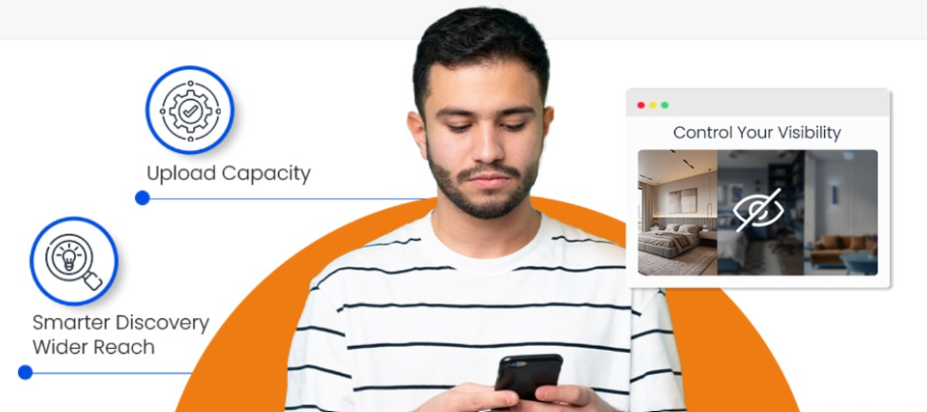 Upload Capacity
Control Your Visibility
Smarter Discovery
Wider Reach